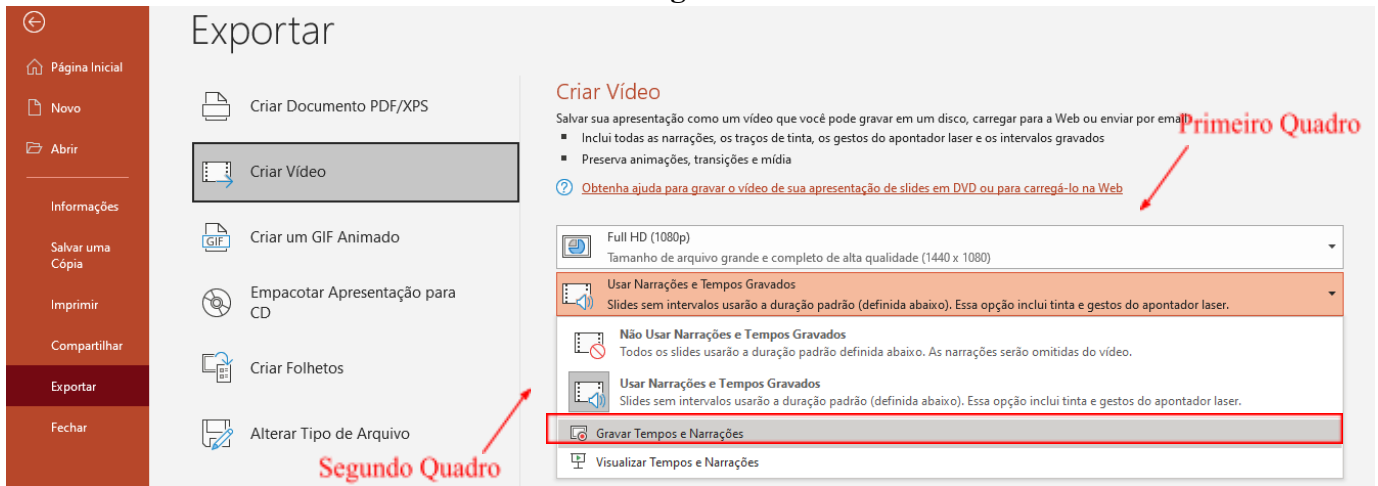 Exportar
Página Inicial
Novo
Abrir
Informações
Salvar uma
Cópia
Imprimir
Compartilhar
Exportar
Fechar
Criar Documento PDF/XPS
Criar Vídeo
GIF
Criar um GIF Animado
Empacotar Apresentação para
CD
Criar Folhetos
Alterar Tipo de Arquivo
Segundo Quadro
Criar Vídeo
Salvar sua apresentação como um vídeo que você pode gravar em um disco, carregar para a Web ou enviar por email
Primeiro Quadro
Inclui todas as narrações, os traços de tinta, os gestos do apontador laser e os intervalos gravados
Preserva animações, transições e mídia
Obtenha ajuda para gravar o vídeo de sua apresentação de slides em DVD ou para carregá-lo na Web
Full HD (1080p)
Tamanho de arquivo grande e completo de alta qualidade (1440 x 1080)
Usar Narrações e Tempos Gravados
Slides sem intervalos usarão a duração padrão (definida abaixo). Essa opção inclui tinta e gestos do apontador laser.
Não Usar Narrações e Tempos Gravados
Todos os slides usarão a duração padrão definida abaixo. As narrações serão omitidas do vídeo.
Usar Narrações e Tempos Gravados
Slides sem intervalos usarão a duração padrão (definida abaixo). Essa opção inclui tinta e gestos do apontador laser.
Gravar Tempos e Narrações
Visualizar Tempos e Narrações